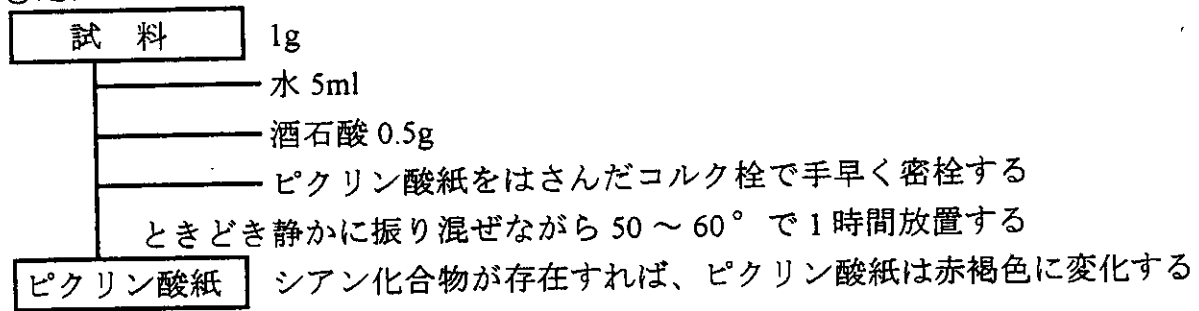 試 料 1g
水 5ml
酒石酸 0.5g
ピクリン酸紙をはさんだコルク栓で手早く密栓する
ときどき静かに振り混ぜながら 50 ~ 60° で 1 時間放置する
ピクリン酸紙 シアン化合物が存在すれば、ピクリン酸紙は赤褐色に変化する